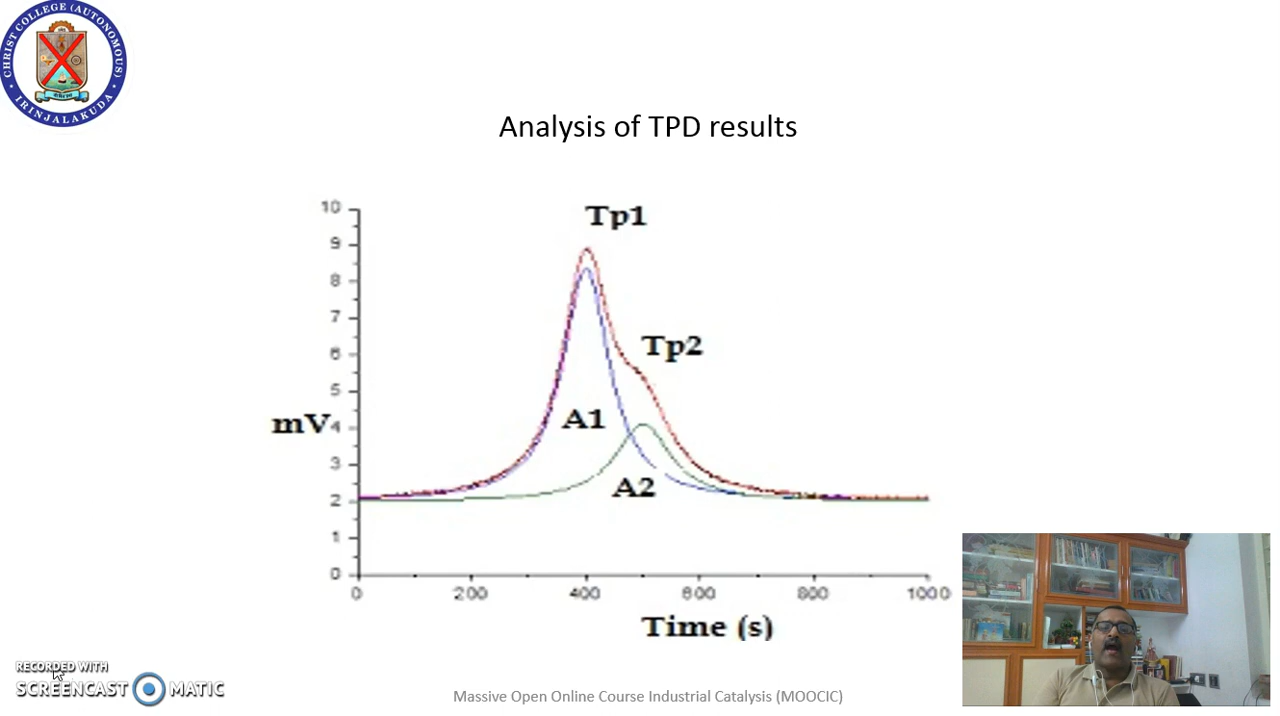 CHRIST COLLEGE (AUTONOMOUS)
IRINJALAKUDA
Analysis of TPD results
10
9
8
7
6
5
4
3
2
1
0
mV
Tp1
Tp2
A1
A2
0 200 400 600 800 1000
Time (s)
RECORDED WITH
SCREENCAST MATIC
Massive Open Online Course Industrial Catalysis (MOOCIC)